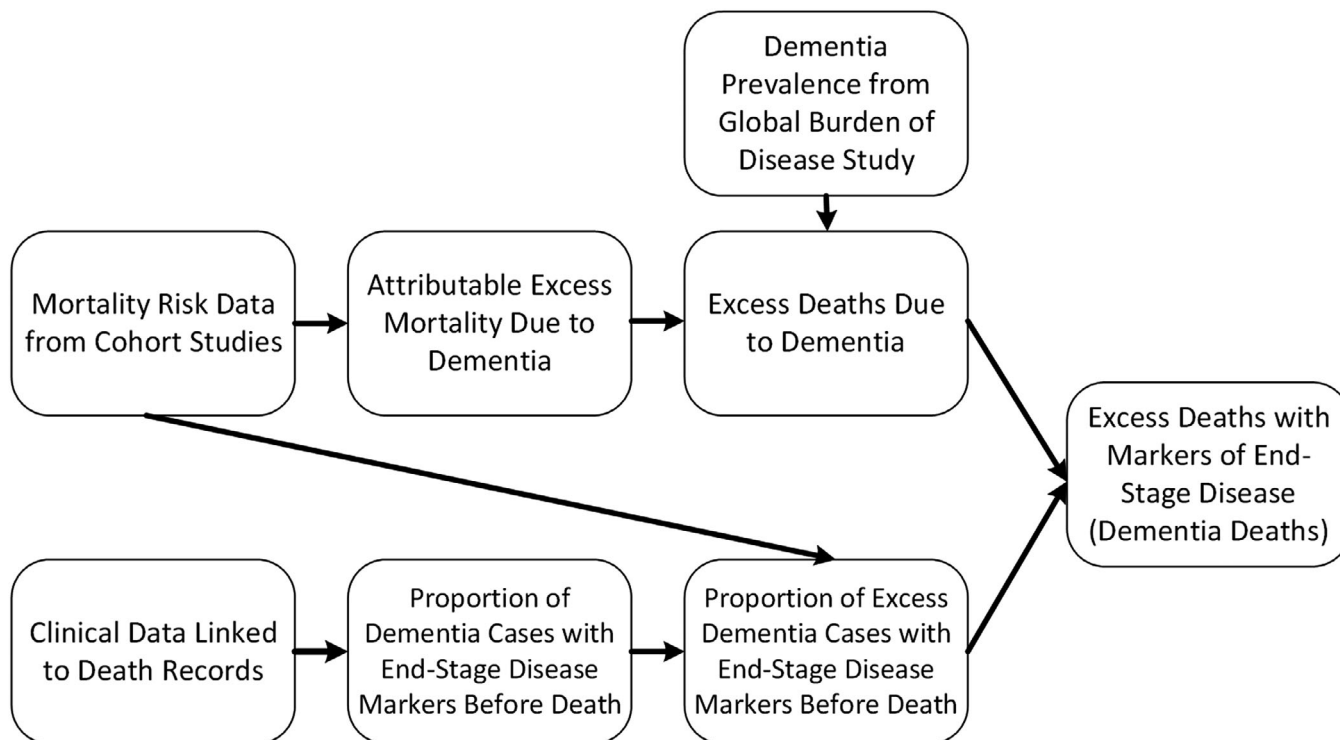 Dementia
Prevalence from
Global Burden of
Disease Study
Mortality Risk Data
from Cohort Studies
Attributable Excess
Mortality Due to
Dementia
Excess Deaths Due
to Dementia
Excess Deaths with
Markers of End-
Stage Disease
(Dementia Deaths)
Clinical Data Linked
to Death Records
Proportion of
Dementia Cases with
End-Stage Disease
Markers Before Death
Proportion of Excess
Dementia Cases with
End-Stage Disease
Markers Before Death